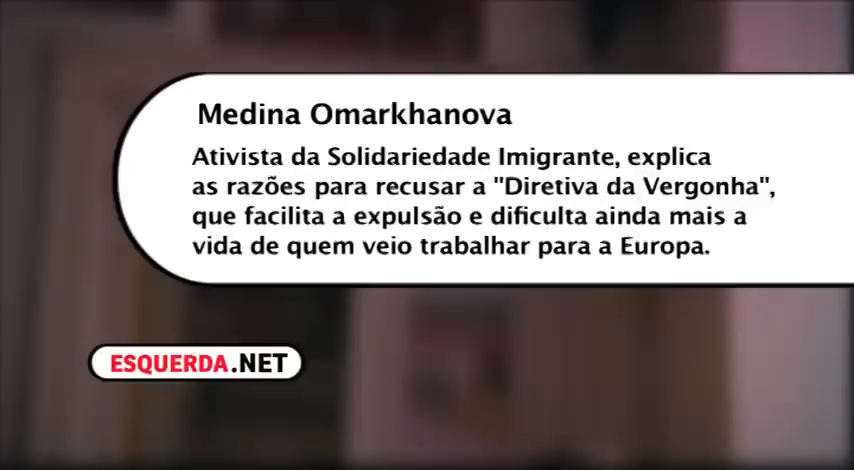 Medina Omarkhanova
Ativista da Solidariedade Imigrante, explica
as razões para recusar a "Diretiva da Vergonha",
que facilita a expulsão e dificulta ainda mais a
vida de quem veio trabalhar para a Europa.
ESQUERDA.NET